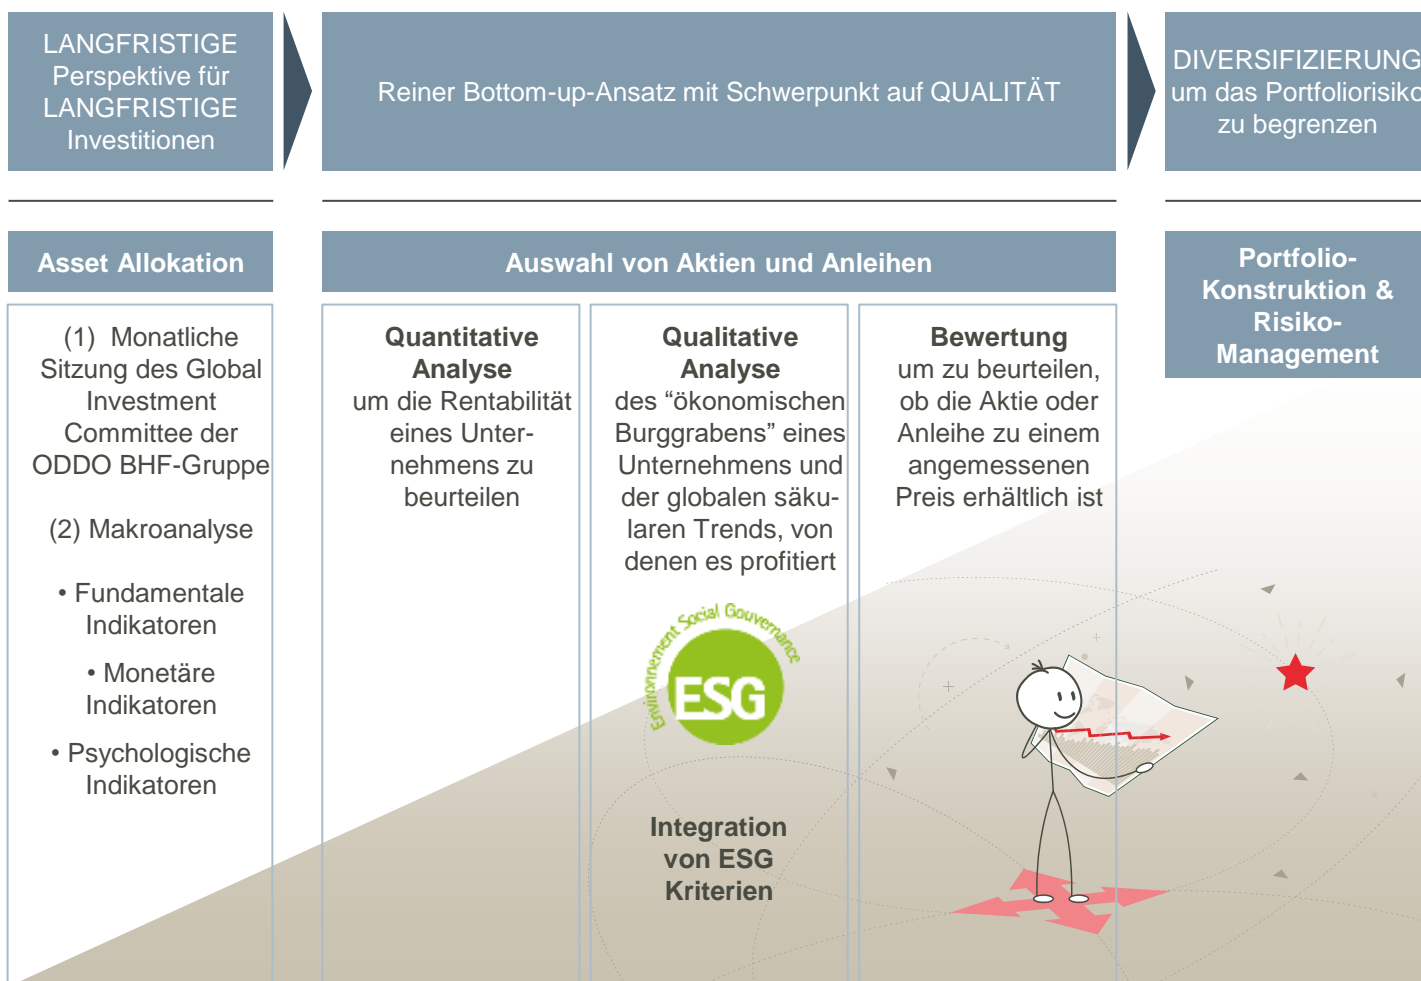 LANGFRISTIGE
Perspektive für
LANGFRISTIGE
Investitionen
Reiner Bottom-up-Ansatz mit Schwerpunkt auf QUALITÄT
DIVERSIFIZIERUNG
um das Portfoliorisiko
zu begrenzen
Asset Allokation
(1) Monatliche
Sitzung des Global
Investment
Committee der
ODDO BHF-Gruppe
(2) Makroanalyse
• Fundamentale
Indikatoren
• Monetäre
Indikatoren
• Psychologische
Indikatoren
Auswahl von Aktien und Anleihen
Quantitative
Analyse
um die Rentabilität
eines Unter-
nehmens zu
beurteilen
Qualitative
Analyse
des “ökonomischen
Burggrabens” eines
Unternehmens und
der globalen säku-
laren Trends, von
denen es profitiert
Environnement Social Gouvernance
ESG
Integration
von ESG
Kriterien
Bewertung
um zu beurteilen,
ob die Aktie oder
Anleihe zu einem
angemessenen
Preis erhältlich ist
Portfolio-
Konstruktion &
Risiko-
Management